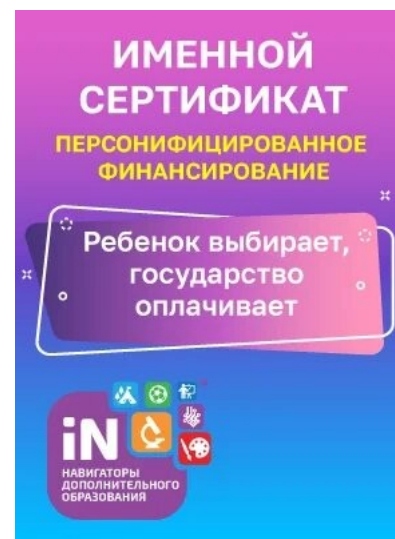 ИМЕННОЙ
СЕРТИФИКАТ
ПЕРСОНИФИЦИРОВАННОЕ
ФИНАНСИРОВАНИЕ
Ребенок выбирает,
государство
оплачивает
iN
НАВИГАТОРЫ
ДОПОЛНИТЕЛЬНОГО
ОБРАЗОВАНИЯ